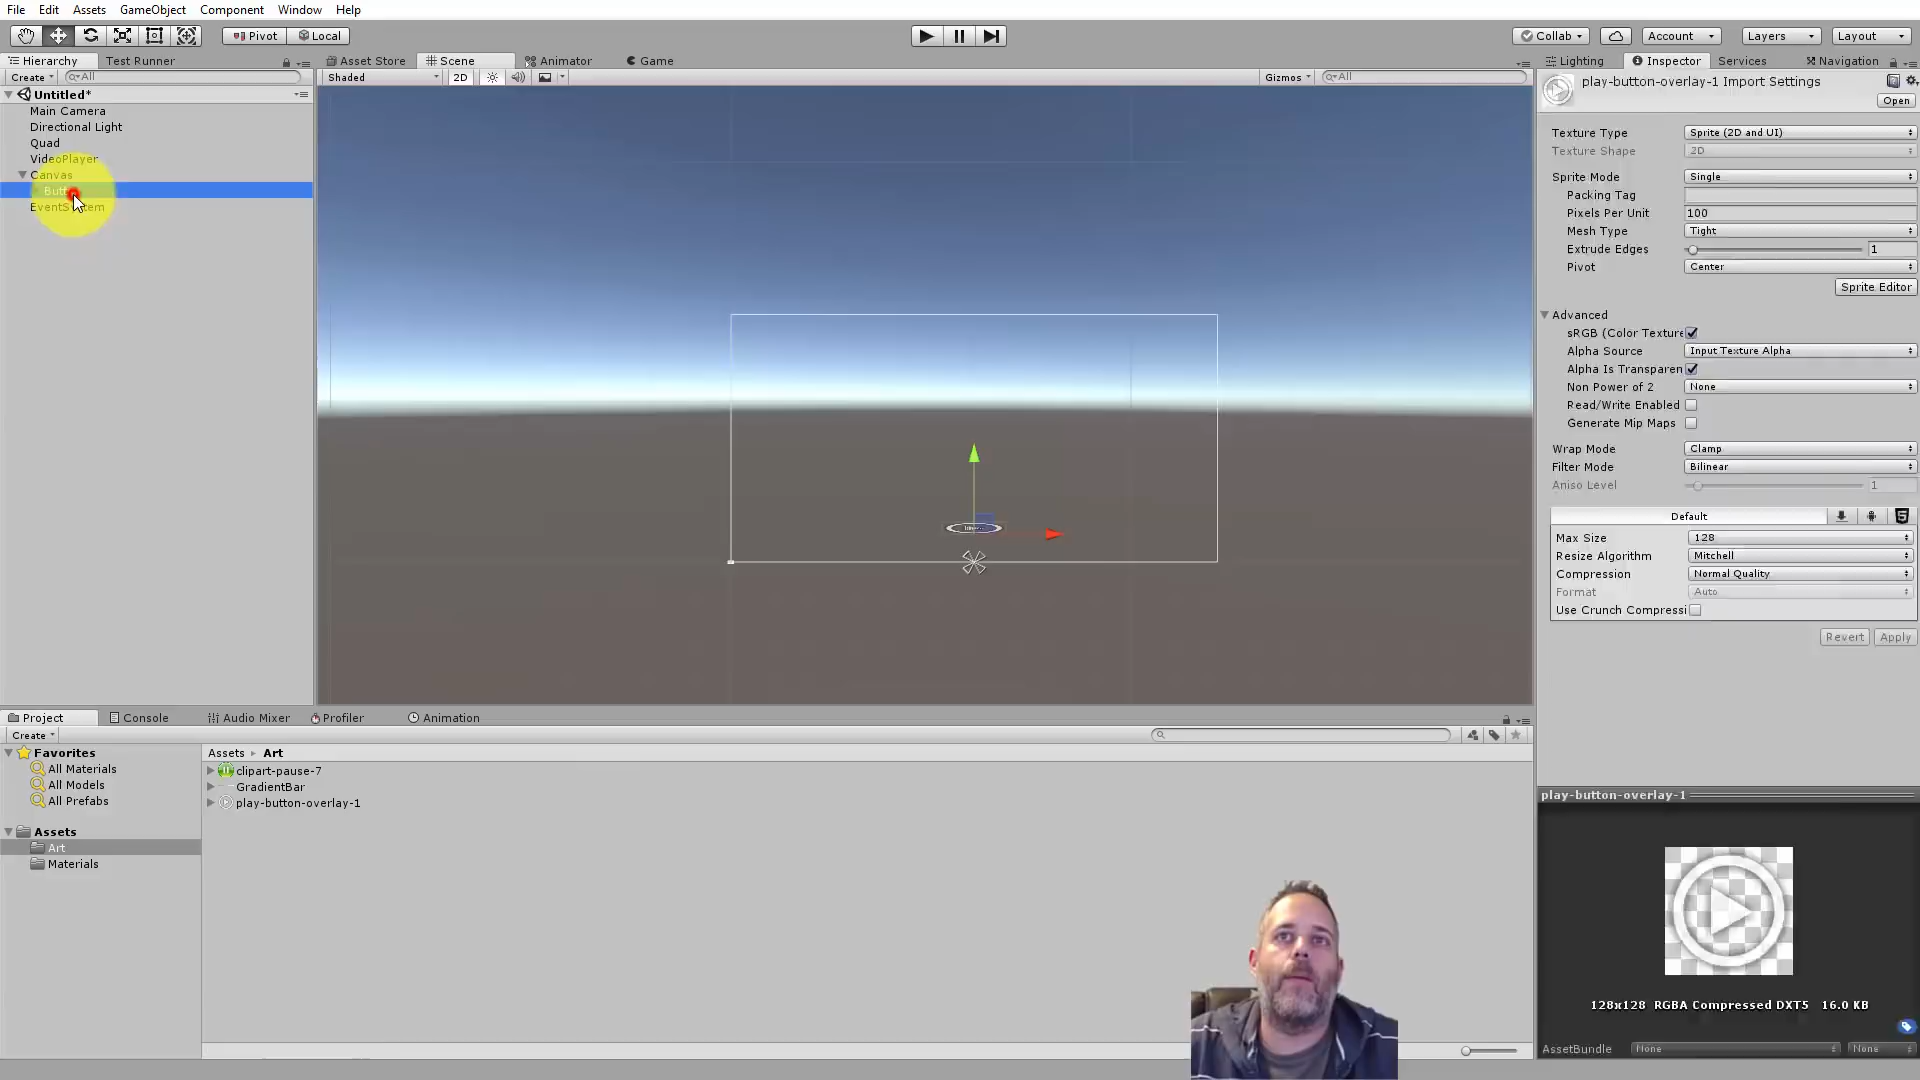 File Edit Assets GameObject Component Window Help
Pivot Local Collab Account Layers Layout
Hierarchy Test Runner Asset Store Scene Animator Game Lighting Inspector Services Navigation
Create All Shaded 2D Gizmos All
play-button-overlay-1 Import Settings
Open
Untitled*
Main Camera
Directional Light
Quad
VideoPlayer
Canvas
EventSystem
Texture Type Sprite (2D and UI)
Texture Shape 2D
Sprite Mode Single
Packing Tag
Pixels Per Unit 100
Mesh Type Tight
Extrude Edges 1
Pivot Center
Sprite Editor
Advanced
sRGB (Color Texture
Alpha Source Input Texture Alpha
Alpha Is Transparen
Non Power of 2 None
Read/Write Enabled
Generate Mip Maps
Wrap Mode Clamp
Filter Mode Bilinear
Aniso Level 1
Default
Max Size 128
Resize Algorithm Mitchell
Compression Normal Quality
Format Auto
Use Crunch Compressi
Revert Apply
Project Console Audio Mixer Profiler Animation
Create
Favorites
All Materials
All Models
All Prefabs
Assets
Art
Materials
Assets Art
clipart-pause-7
GradientBar
play-button-overlay-1
play-button-overlay-1
128x128 RGBA Compressed DXT5 16.0 KB
AssetBundle None None